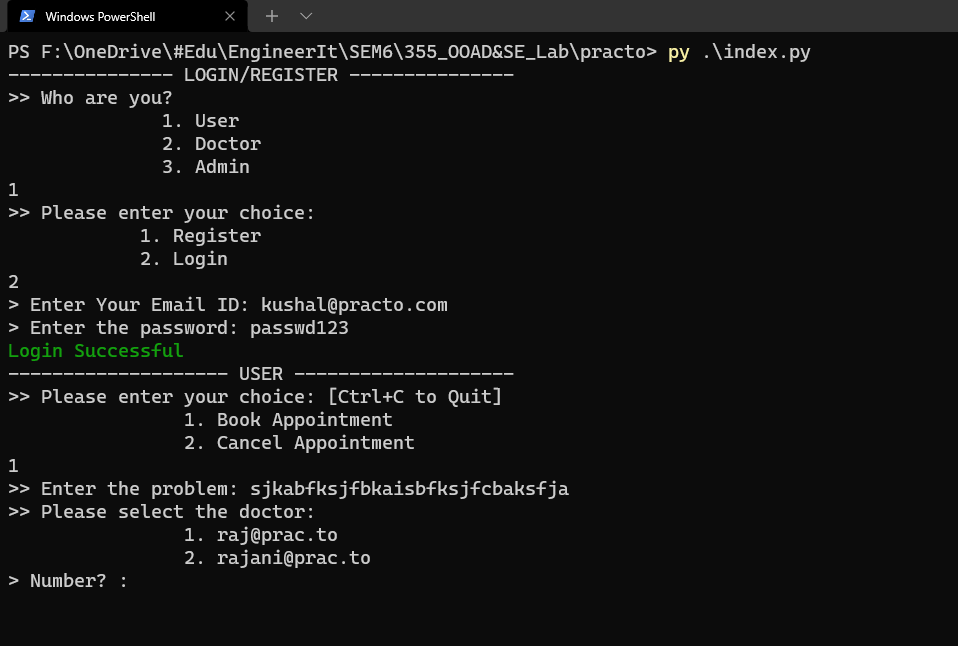 Windows PowerShell
PS F:\OneDrive\#Edu\EngineerIt\SEM6\355_OOAD&SE_Lab\practo> py .\index.py
--------------- LOGIN/REGISTER ---------------
>> Who are you?
1. User
2. Doctor
3. Admin
1
>> Please enter your choice:
1. Register
2. Login
2
> Enter Your Email ID: kushal@practo.com
> Enter the password: passwd123
Login Successful
-------------------- USER --------------------
>> Please enter your choice: [Ctrl+C to Quit]
1. Book Appointment
2. Cancel Appointment
1
>> Enter the problem: sjkabfksjfbkaisbfksjfcbaksfja
>> Please select the doctor:
1. raj@prac.to
2. rajani@prac.to
> Number? :